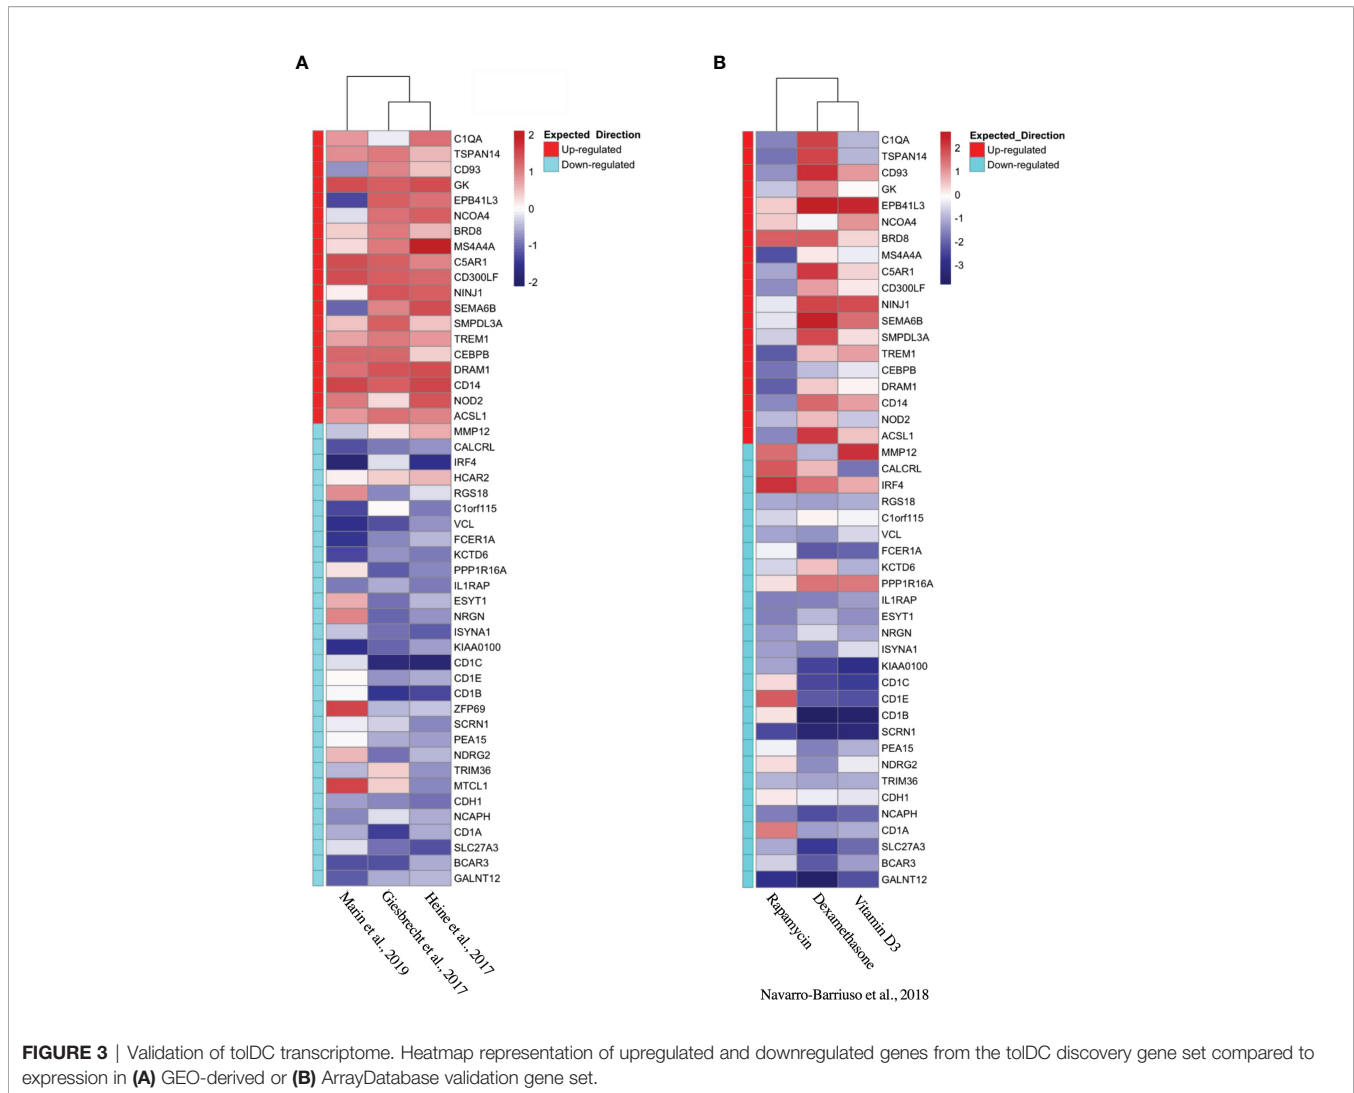 A
B
C1QA
TSPAN14
CD93
GK
EPB41L3
NCOA4
BRD8
MS4A4A
C5AR1
CD300LF
NINJ1
SEMA6B
SMPDL3A
TREM1
CEBPB
DRAM1
CD14
NOD2
ACSL1
MMP12
CALCRL
IRF4
HCAR2
RGS18
C1orf115
VCL
FCER1A
KCTD6
PPP1R16A
IL1RAP
ESYT1
NRGN
ISYNA1
KIAA0100
CD1C
CD1E
CD1B
ZFP69
SCRN1
PEA15
NDRG2
TRIM36
MTCL1
CDH1
NCAPH
CD1A
SLC27A3
BCAR3
GALNT12
2
1
0
-1
-2
Expected Direction
Up-regulated
Down-regulated
Marin et al., 2019
Giesbrecht et al., 2017
Heine et al., 2017
C1QA
TSPAN14
CD93
GK
EPB41L3
NCOA4
BRD8
MS4A4A
C5AR1
CD300LF
NINJ1
SEMA6B
SMPDL3A
TREM1
CEBPB
DRAM1
CD14
NOD2
ACSL1
MMP12
CALCRL
IRF4
RGS18
C1orf115
VCL
FCER1A
KCTD6
PPP1R16A
IL1RAP
ESYT1
NRGN
ISYNA1
KIAA0100
CD1C
CD1E
CD1B
SCRN1
PEA15
NDRG2
TRIM36
CDH1
NCAPH
CD1A
SLC27A3
BCAR3
GALNT12
2
1
0
-1
-2
-3
Expected_Direction
Up-regulated
Down-regulated
Rapamycin
Dexamethasone
Vitamin D3
Navarro-Barriuso et al., 2018
FIGURE 3 | Validation of tolDC transcriptome. Heatmap representation of upregulated and downregulated genes from the tolDC discovery gene set compared to
expression in (A) GEO-derived or (B) ArrayDatabase validation gene set.